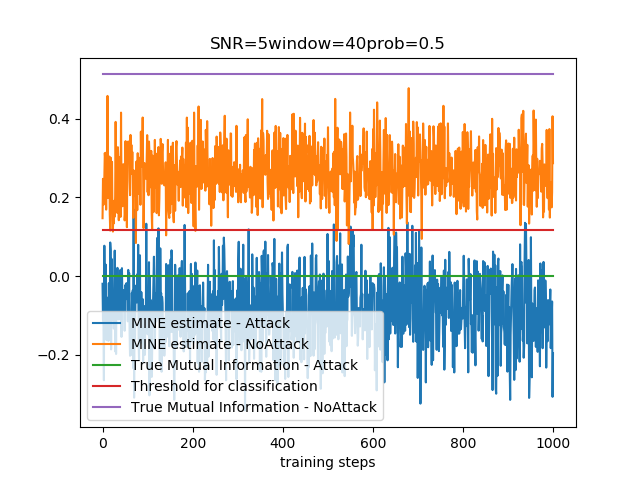 SNR=5window=40prob=0.5
0.4
0.2
0.0
−0.2
MINE estimate - Attack
MINE estimate - NoAttack
True Mutual Information - Attack
Threshold for classification
True Mutual Information - NoAttack
0 200 400 600 800 1000
training steps